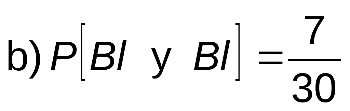 b) P[Bl y Bl] = 7/30